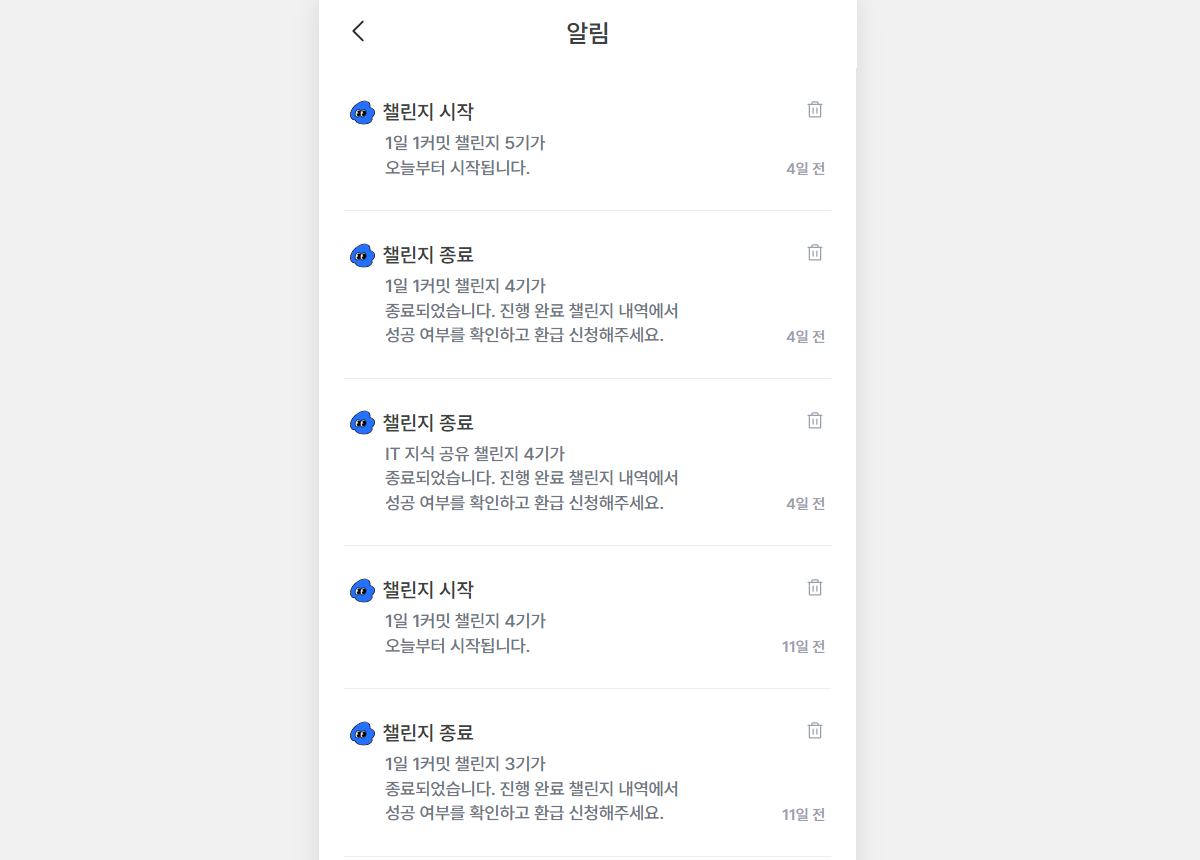 알림
챌린지 시작
1일 1커밋 챌린지 5기가
오늘부터 시작됩니다.
4일 전
챌린지 종료
1일 1커밋 챌린지 4기가
종료되었습니다. 진행 완료 챌린지 내역에서
성공 여부를 확인하고 환급 신청해주세요.
4일 전
챌린지 종료
IT 지식 공유 챌린지 4기가
종료되었습니다. 진행 완료 챌린지 내역에서
성공 여부를 확인하고 환급 신청해주세요.
4일 전
챌린지 시작
1일 1커밋 챌린지 4기가
오늘부터 시작됩니다.
11일 전
챌린지 종료
1일 1커밋 챌린지 3기가
종료되었습니다. 진행 완료 챌린지 내역에서
성공 여부를 확인하고 환급 신청해주세요.
11일 전